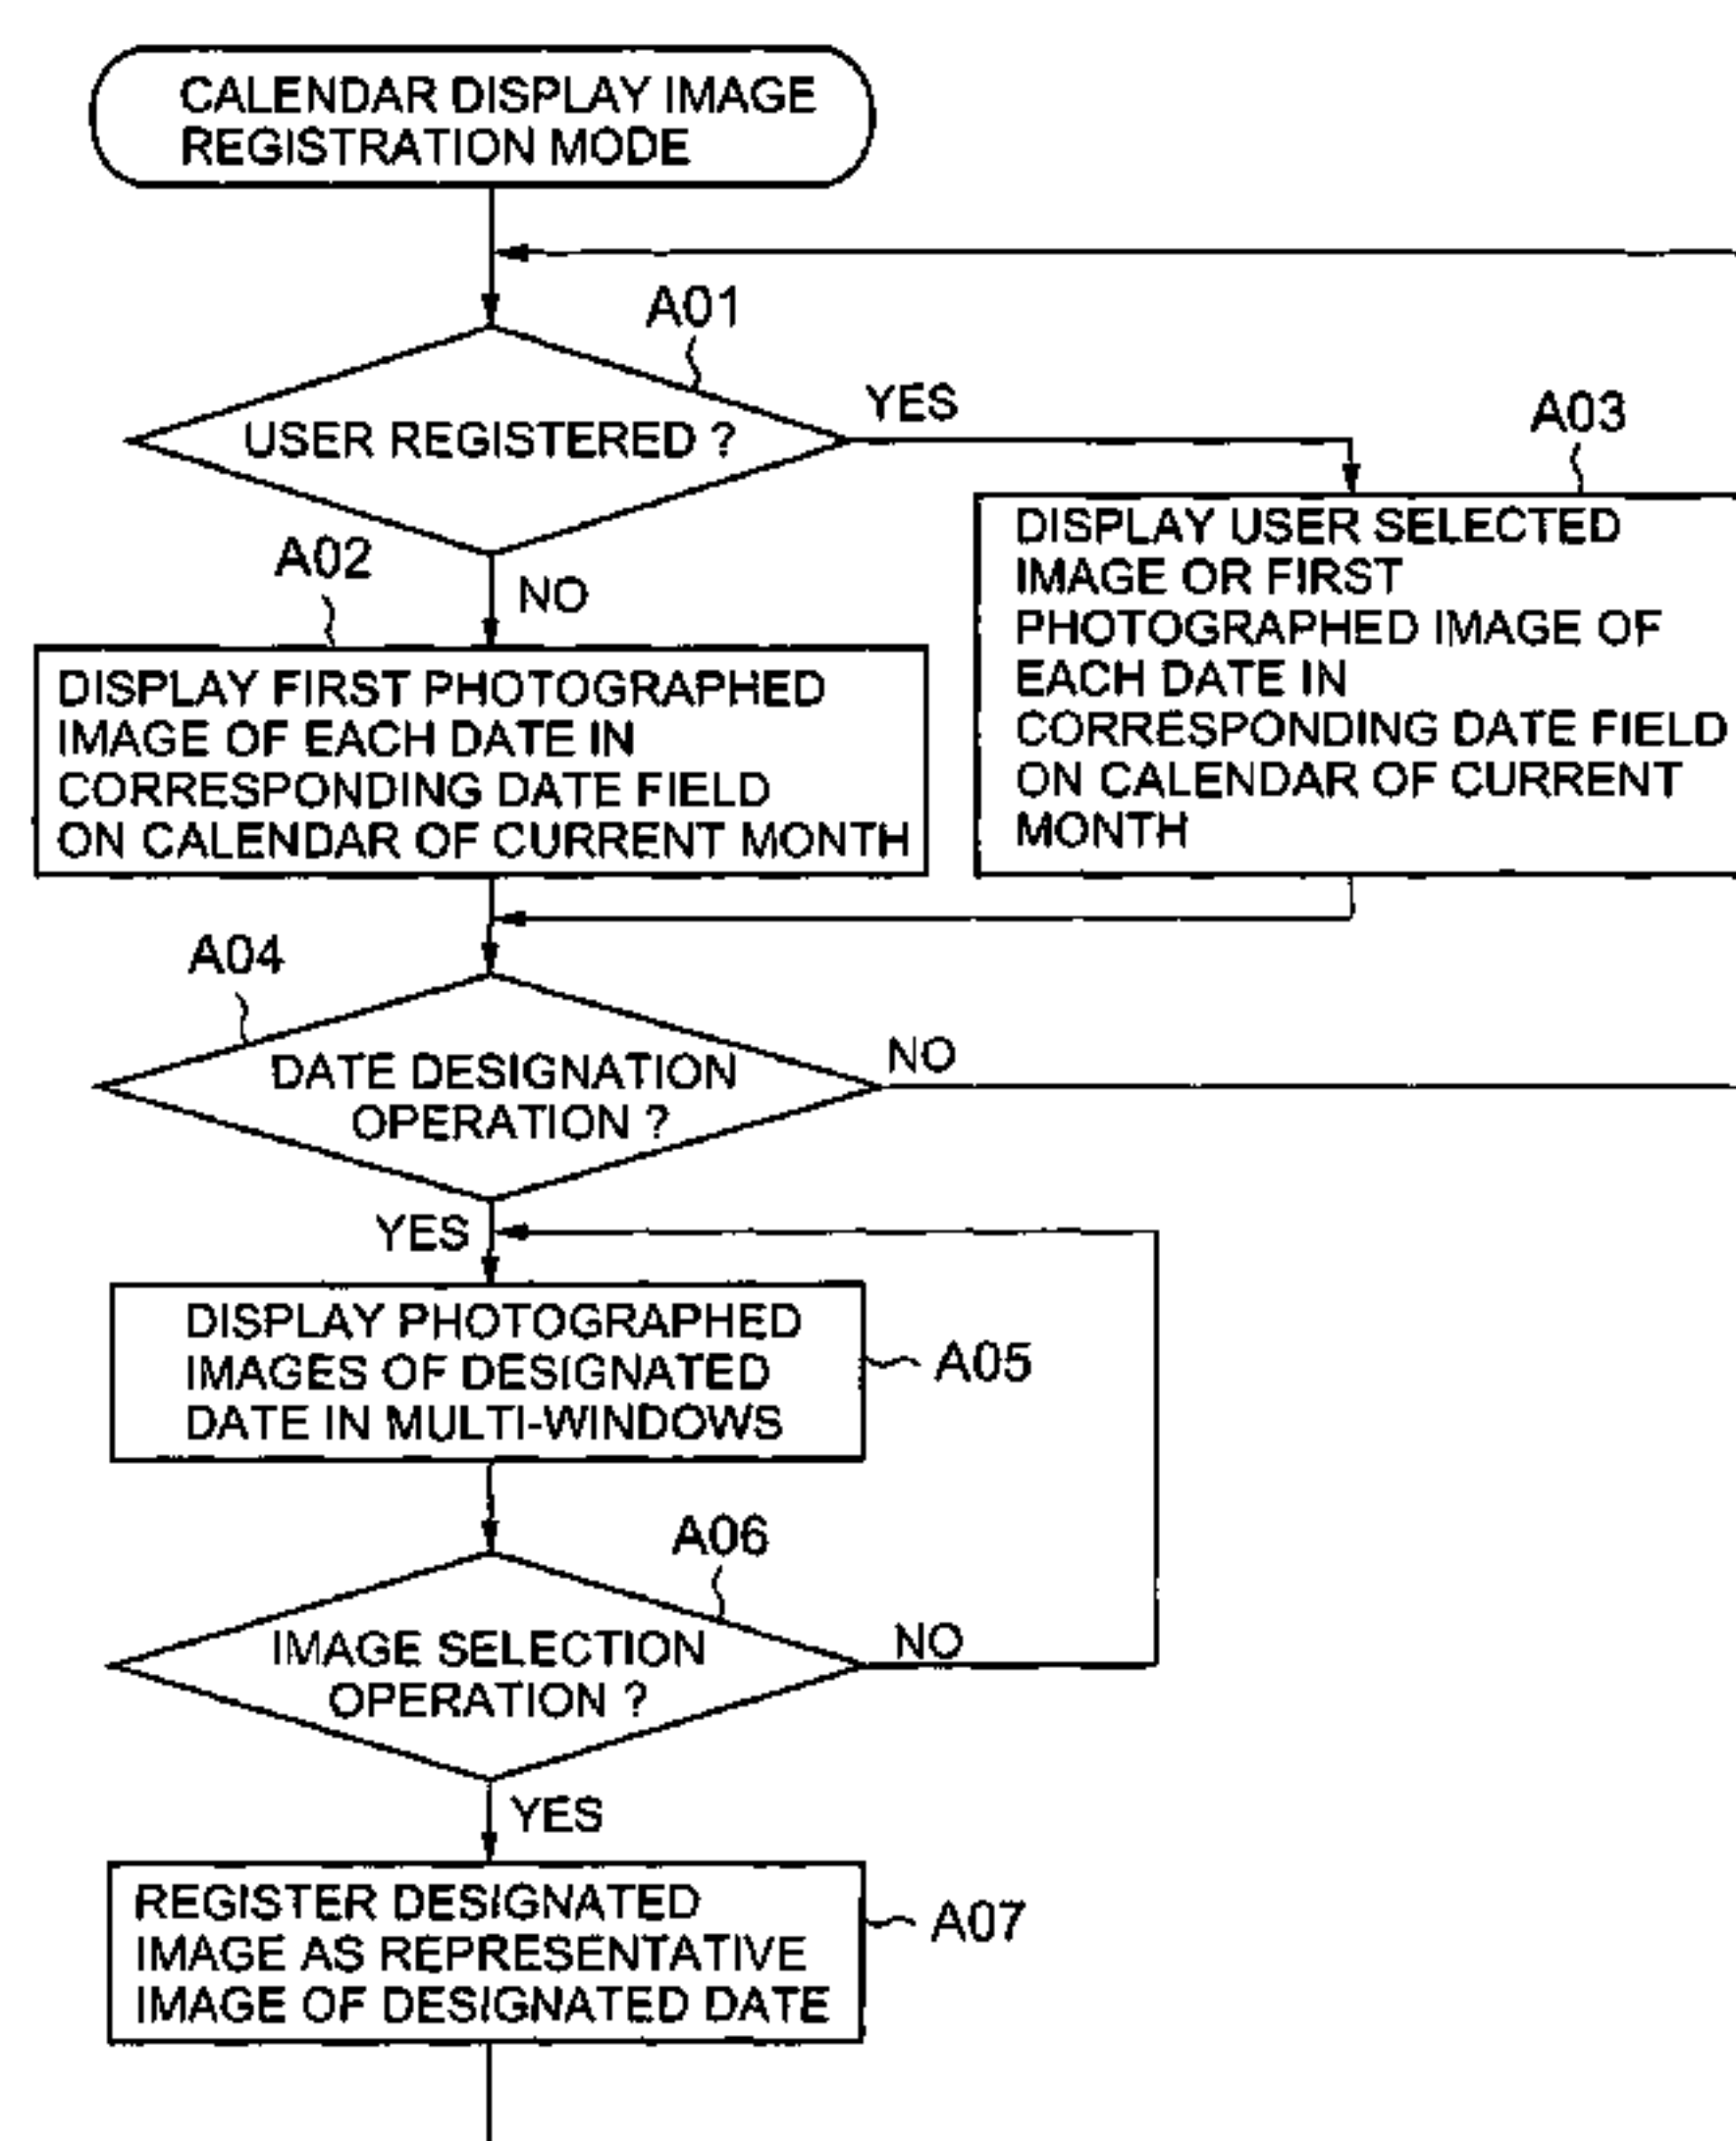 CALENDAR DISPLAY IMAGE
REGISTRATION MODE
A01
USER REGISTERED ?
YES
A03
DISPLAY USER SELECTED
IMAGE OR FIRST
PHOTOGRAPHED IMAGE OF
EACH DATE IN
CORRESPONDING DATE FIELD
ON CALENDAR OF CURRENT
MONTH
A02
NO
DISPLAY FIRST PHOTOGRAPHED
IMAGE OF EACH DATE IN
CORRESPONDING DATE FIELD
ON CALENDAR OF CURRENT MONTH
A04
DATE DESIGNATION
OPERATION ?
NO
YES
DISPLAY PHOTOGRAPHED
IMAGES OF DESIGNATED
DATE IN MULTI-WINDOWS
A05
A06
IMAGE SELECTION
OPERATION ?
NO
YES
REGISTER DESIGNATED
IMAGE AS REPRESENTATIVE
IMAGE OF DESIGNATED DATE
A07